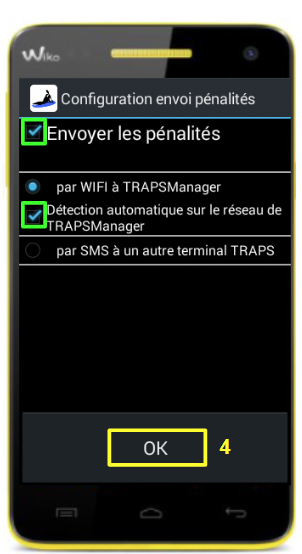 Wiko
Configuration envoi pénalités
Envoyer les pénalités
par WIFI à TRAPSManager
Détection automatique sur le réseau de
TRAPSManager
par SMS à un autre terminal TRAPS
OK
4